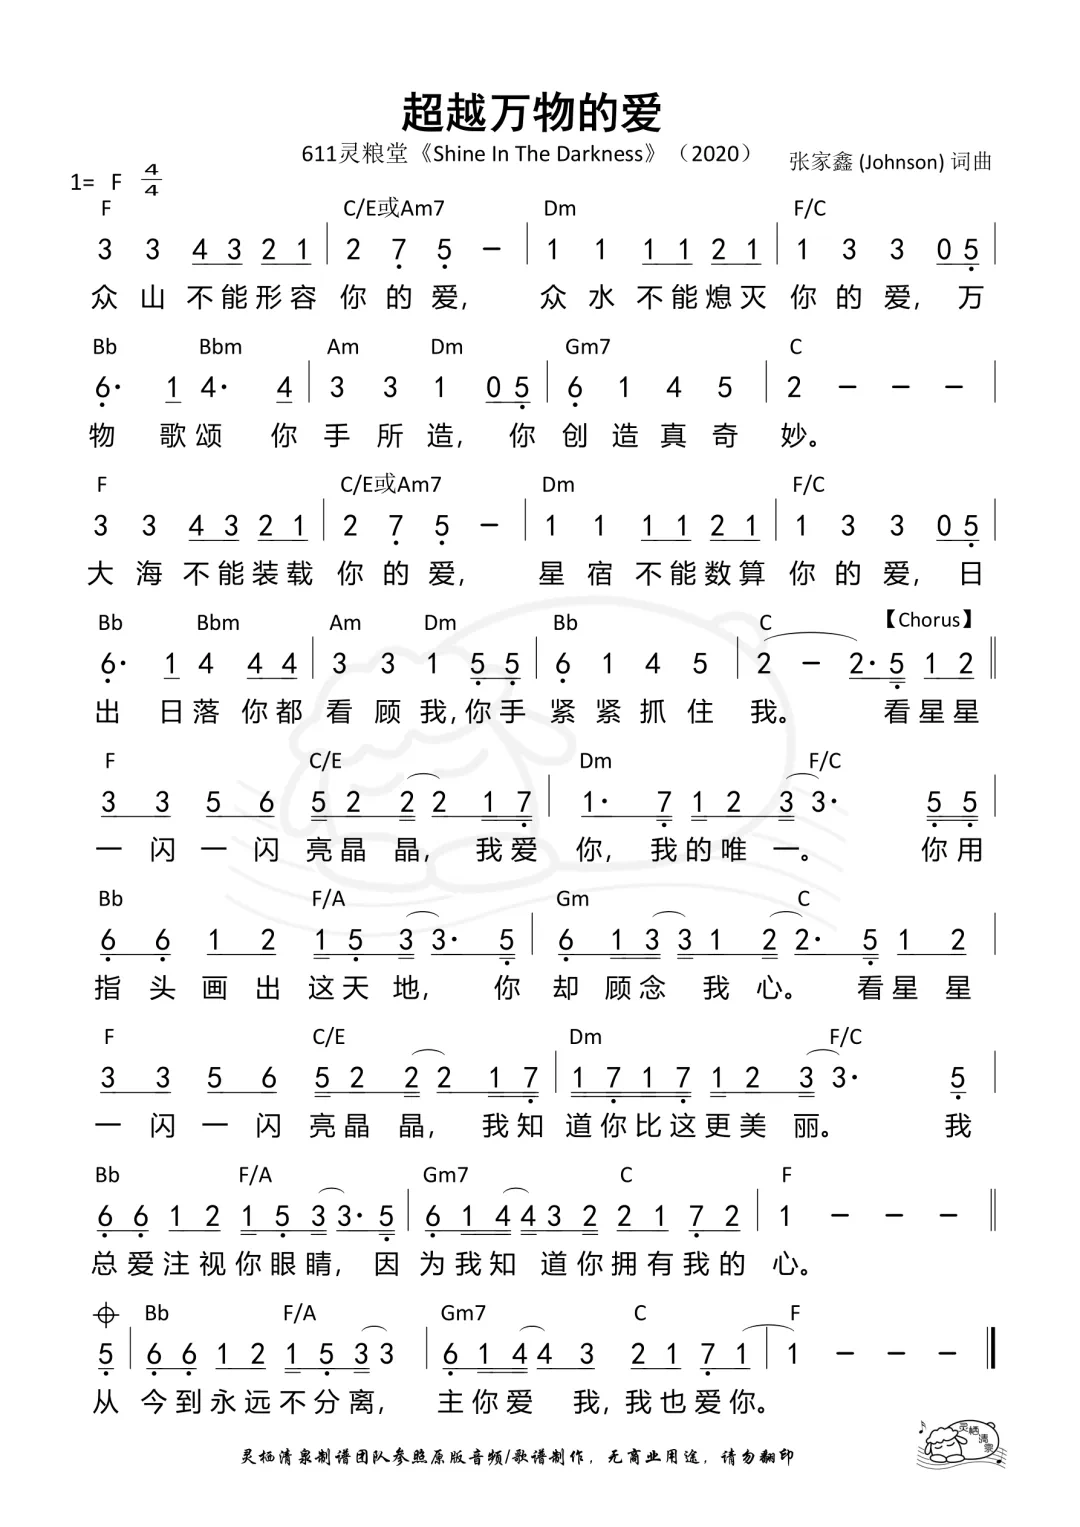 超越万物的爱
611灵粮堂《Shine In The Darkness》（2020） 张家鑫 (Johnson) 词曲
1= F 4/4
F C/E或Am7 Dm F/C
3 3 4 3 2 1 | 2 7 5 － | 1 1 1 1 2 1 | 1 3 3 0 5 |
众山不能形容你的爱，众水不能熄灭你的爱，万
Bb Bbm Am Dm Gm7 C
6· 1 4· 4 | 3 3 1 0 5 | 6 1 4 5 | 2 － － － |
物歌颂你手所造，你创造真奇妙。
F C/E或Am7 Dm F/C
3 3 4 3 2 1 | 2 7 5 － | 1 1 1 1 2 1 | 1 3 3 0 5 |
大海不能装载你的爱，星宿不能数算你的爱，日
Bb Bbm Am Dm Bb C 【Chorus】
6· 1 4 4 4 | 3 3 1 5 5 | 6 1 4 5 | 2 － 2· 5 1 2 ‖
出日落你都看顾我，你手紧紧抓住我。看星星
F C/E Dm F/C
3 3 5 6 5 2 2 2 1 7 | 1· 7 1 2 3 3· 5 5 |
一闪一闪亮晶晶，我爱你，我的唯一。你用
Bb F/A Gm C
6 6 1 2 1 5 3 3· 5 | 6 1 3 3 1 2 2· 5 1 2 |
指头画出这天地，你却顾念我心。看星星
F C/E Dm F/C
3 3 5 6 5 2 2 2 1 7 | 1 7 1 7 1 2 3 3· 5 |
一闪一闪亮晶晶，我知道你比这更美丽。我
Bb F/A Gm7 C F
6 6 1 2 1 5 3 3· 5 | 6 1 4 4 3 2 2 1 7 2 | 1 － － － ‖
总爱注视你眼睛，因为我知道你拥有我的心。
Bb F/A Gm7 C F
5 | 6 6 1 2 1 5 3 3 | 6 1 4 4 3 2 1 7 1 | 1 － － － ‖
从今到永远不分离，主你爱我，我也爱你。
灵栖清泉制谱团队参照原版音频/歌谱制作，无商业用途，请勿翻印
灵栖清泉